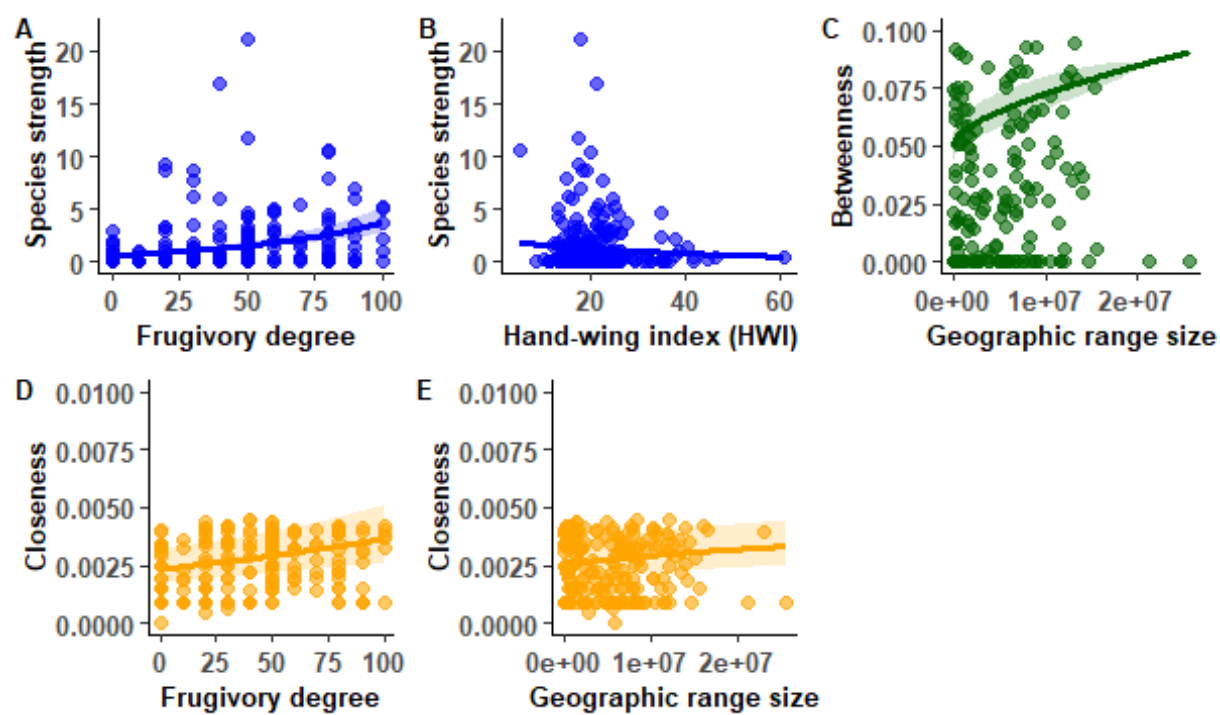 A
Species strength
20
15
10
5
0
0 25 50 75 100
Frugivory degree
B
Species strength
20
15
10
5
0
20 40 60
Hand-wing index (HWI)
C
Betweenness
0.100
0.075
0.050
0.025
0.000
0e+00 1e+07 2e+07
Geographic range size
D
Closeness
0.0100
0.0075
0.0050
0.0025
0.0000
0 25 50 75 100
Frugivory degree
E
Closeness
0.0100
0.0075
0.0050
0.0025
0.0000
0e+00 1e+07 2e+07
Geographic range size